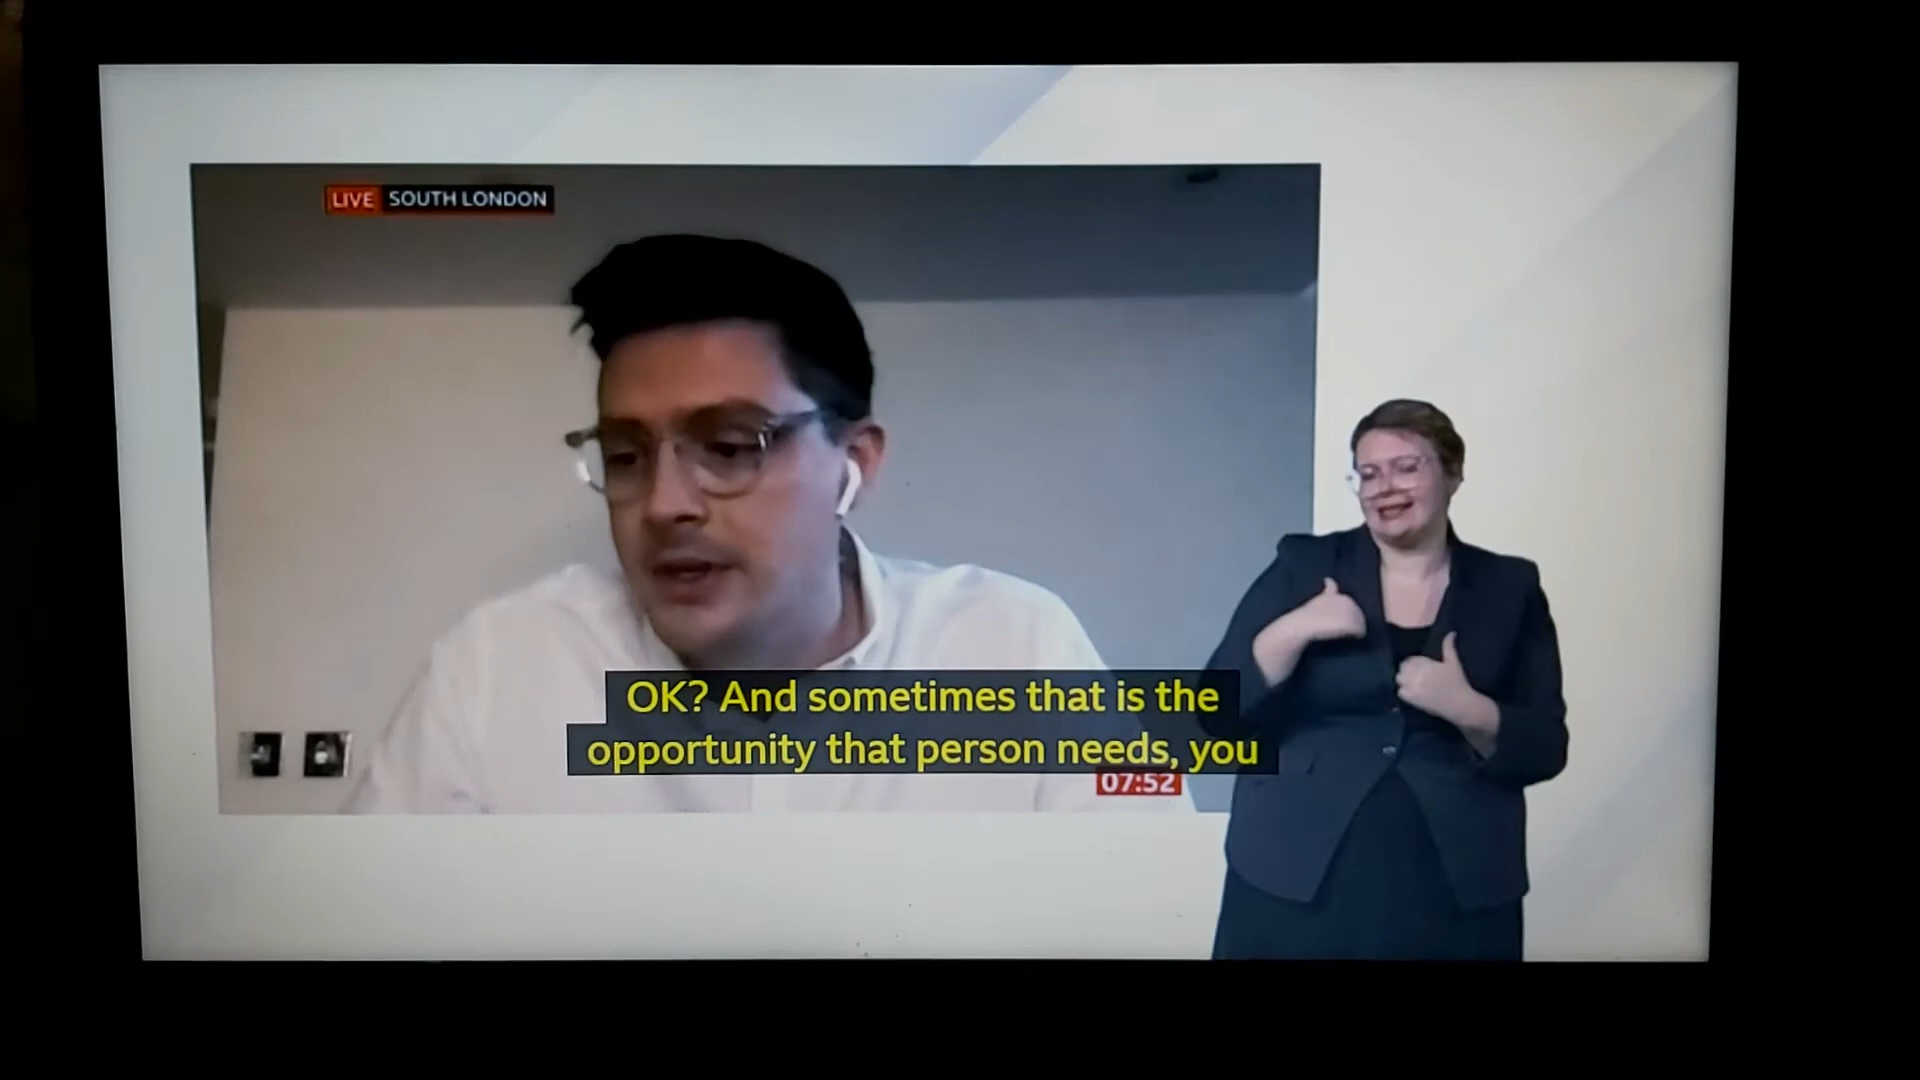 LIVE SOUTH LONDON
OK? And sometimes that is the
opportunity that person needs, you
07:52